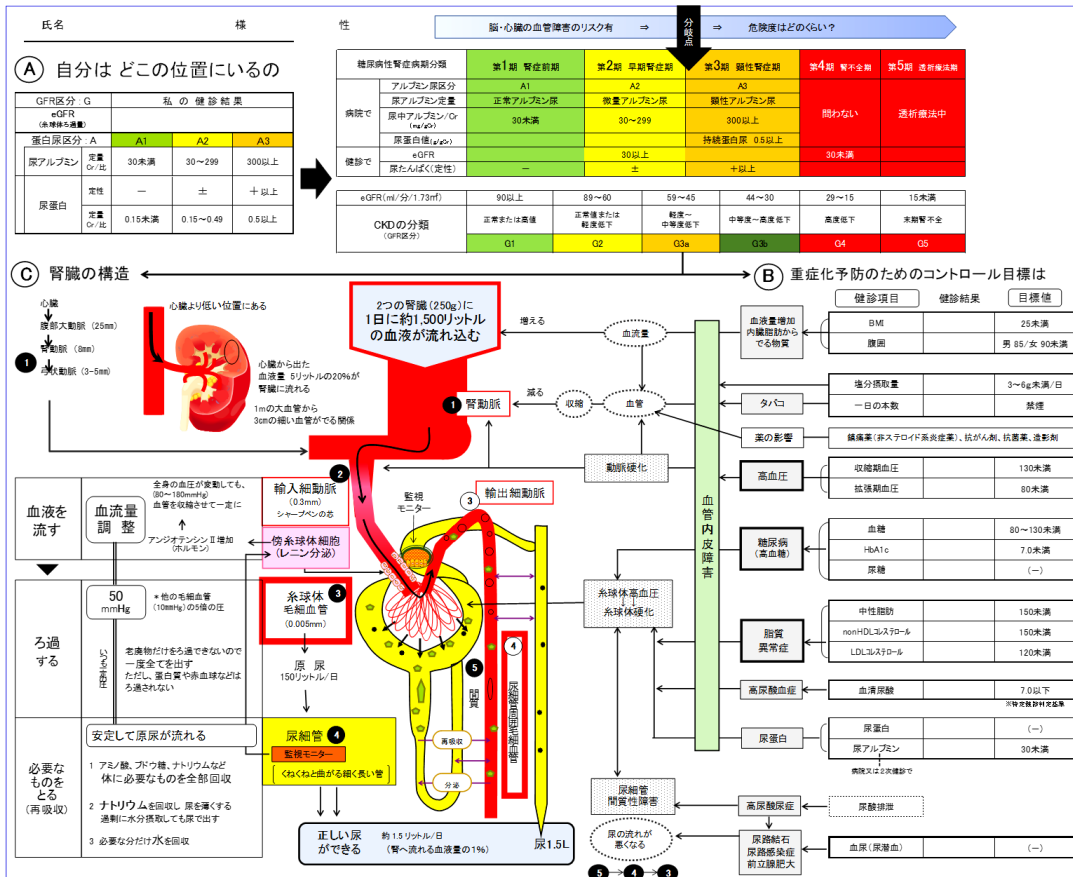 氏名 様 性
脳・心臓の血管障害のリスク有 ⇒ 分岐点 ⇒ 危険度はどのくらい？
A 自分は どこの位置にいるの
GFR区分：G 私 の 健 診 結 果
eGFR
(糸球体ろ過量)
蛋白尿区分：A A1 A2 A3
尿アルブミン 定量 Cr/比 30未満 30～299 300以上
尿蛋白 定性 － ± ＋以上
定量 Cr/比 0.15未満 0.15～0.49 0.5以上
糖尿病性腎症病期分類 第1期 腎症前期 第2期 早期腎症期 第3期 顕性腎症期 第4期 腎不全期 第5期 透析療法期
病院で
アルブミン尿区分 A1 A2 A3
尿アルブミン定量 正常アルブミン尿 微量アルブミン尿 顕性アルブミン尿 問わない 透析療法中
尿中アルブミン/Cr (mg/gCr) 30未満 30～299 300以上
尿蛋白値(g/gCr) 持続蛋白尿 0.5以上
健診で
eGFR 30以上 30未満
尿たんぱく(定性) － ± ＋以上
eGFR(ml/分/1.73㎡) 90以上 89～60 59～45 44～30 29～15 15未満
CKDの分類 (GFR区分) 正常または高値 正常値または軽度低下 軽度～中等度低下 中等度～高度低下 高度低下 末期腎不全
G1 G2 G3a G3b G4 G5
C 腎臓の構造
心臓
腹部大動脈 (25mm)
腎動脈 (8mm)
弓状動脈 (3-5mm)
1
心臓より低い位置にある
心臓から出た
血液量 5リットルの20%が
腎臓に流れる
1mの大血管から
3cmの細い血管がでる関係
2つの腎臓(250g)に
1日に約1,500リットル
の血液が流れ込む
1 腎動脈
増える
血流量
減る
収縮
血管
動脈硬化
血液を
流す
血流量
調整
全身の血圧が変動しても、
(80～180mmHg)
血管を収縮させて一定に
アンジオテンシンⅡ増加
(ホルモン)
2
輸入細動脈
(0.3mm)
シャープペンの芯
傍糸球体細胞
(レニン分泌)
監視
モニター
3 輸出細動脈
ろ過
する
50
mmHg
＊他の毛細血管
(10mmHg)の5倍の圧
いつも高圧
老廃物だけをろ過できないので
一度全てを出す
ただし、蛋白質や赤血球などは
ろ過されない
糸球体 3
毛細血管
(0.005mm)
原 尿
150リットル/日
糸球体高血圧
↓ ↓
糸球体硬化
4
尿細管周囲毛細血管
5
間質
必要な
ものを
とる
(再吸収)
安定して原尿が流れる
1 アミノ酸、ブドウ糖、ナトリウムなど
体に必要なものを全部回収
2 ナトリウムを回収し 尿を薄くする
過剰に水分摂取しても尿で出す
3 必要な分だけ水を回収
尿細管 4
監視モニター
くねくねと曲がる細く長い管
再吸収
分泌
正しい尿
ができる
約 1.5 リットル/日
(腎へ流れる血液量の1%)
尿1.5L
尿細管
間質性障害
尿の流れが
悪くなる
5 → 4 → 3
血管内皮障害
B 重症化予防のためのコントロール目標は
健診項目 健診結果 目標値
血液量増加
内臓脂肪から
でる物質
BMI 25未満
腹囲 男 85/女 90未満
塩分摂取量 3～6g未満/日
タバコ 一日の本数 禁煙
薬の影響 鎮痛薬(非ステロイド系炎症薬)、抗がん剤、抗菌薬、造影剤
高血圧
収縮期血圧 130未満
拡張期血圧 80未満
糖尿病
(高血糖)
血糖 80～130未満
HbA1c 7.0未満
尿糖 (－)
脂質
異常症
中性脂肪 150未満
nonHDLコレステロール 150未満
LDLコレステロール 120未満
高尿酸血症 血清尿酸 7.0以下
※特定健診判定基準
尿蛋白
尿蛋白 (－)
尿アルブミン 30未満
病院又は2次健診で
高尿酸尿症 尿酸排泄
尿路結石
尿路感染症
前立腺肥大
血尿(尿潜血) (－)